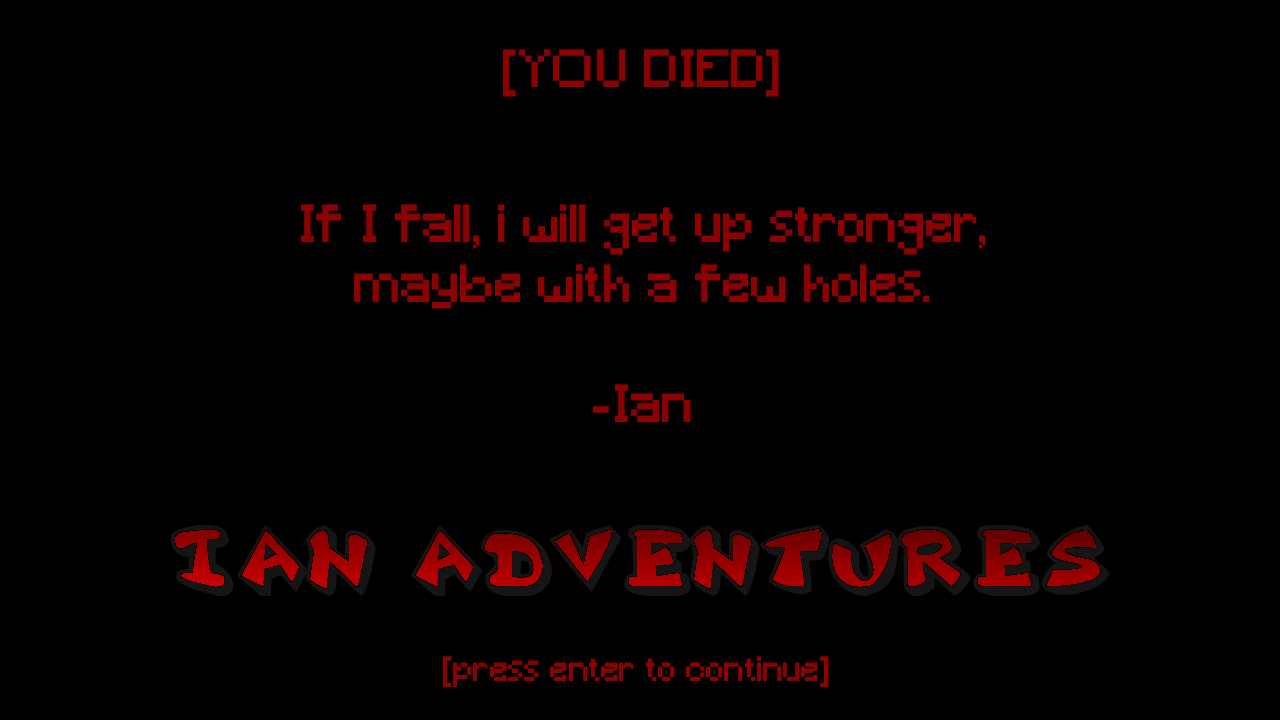 [YOU DIED]
If I fall, i will get up stronger,
maybe with a few holes.
-Ian
IAN ADVENTURES
[press enter to continue]